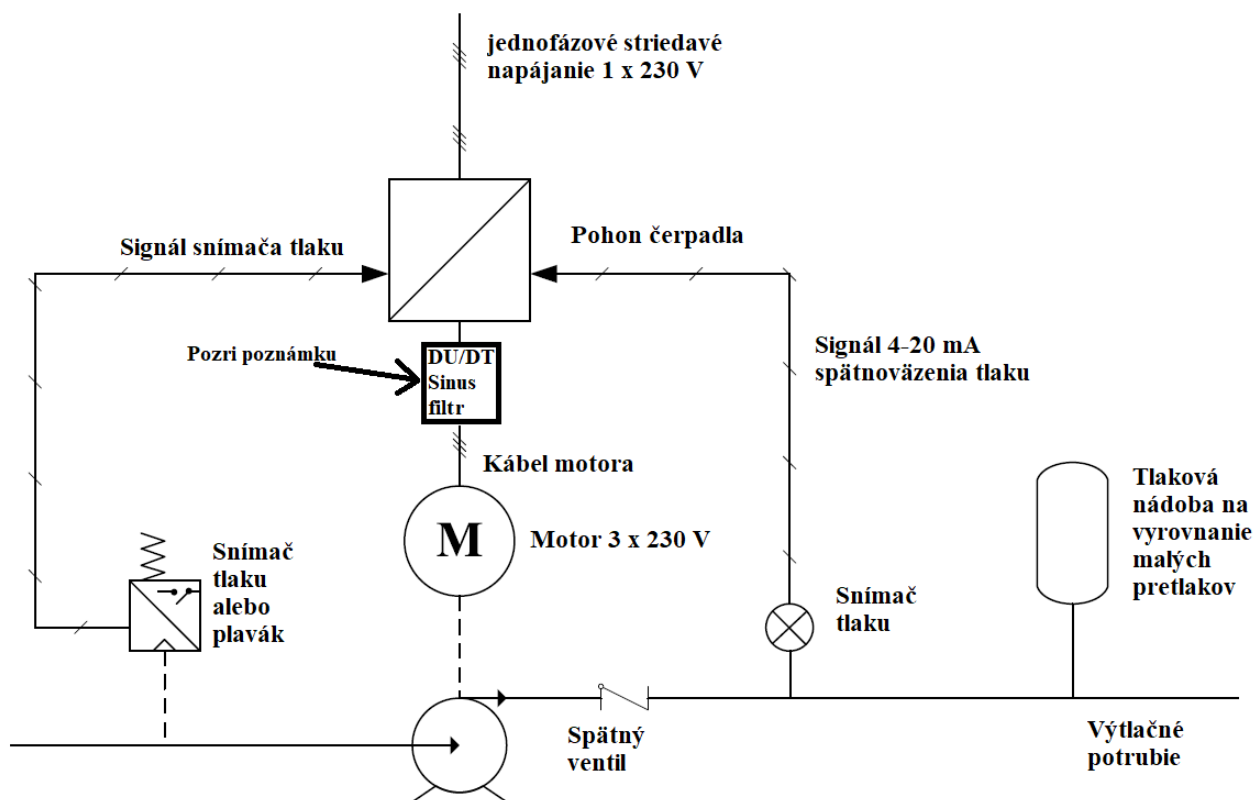 jednofázové striedavé
napájanie 1 x 230 V
Signál snímača tlaku
Pohon čerpadla
Pozri poznámku
DU/DT
Sinus
filtr
Signál 4-20 mA
spätnoväzenia tlaku
Kábel motora
M
Motor 3 x 230 V
Tlaková
nádoba na
vyrovnanie
malých
pretlakov
Snímač
tlaku
alebo
plavák
Snímač
tlaku
Spätný
ventil
Výtlačné
potrubie